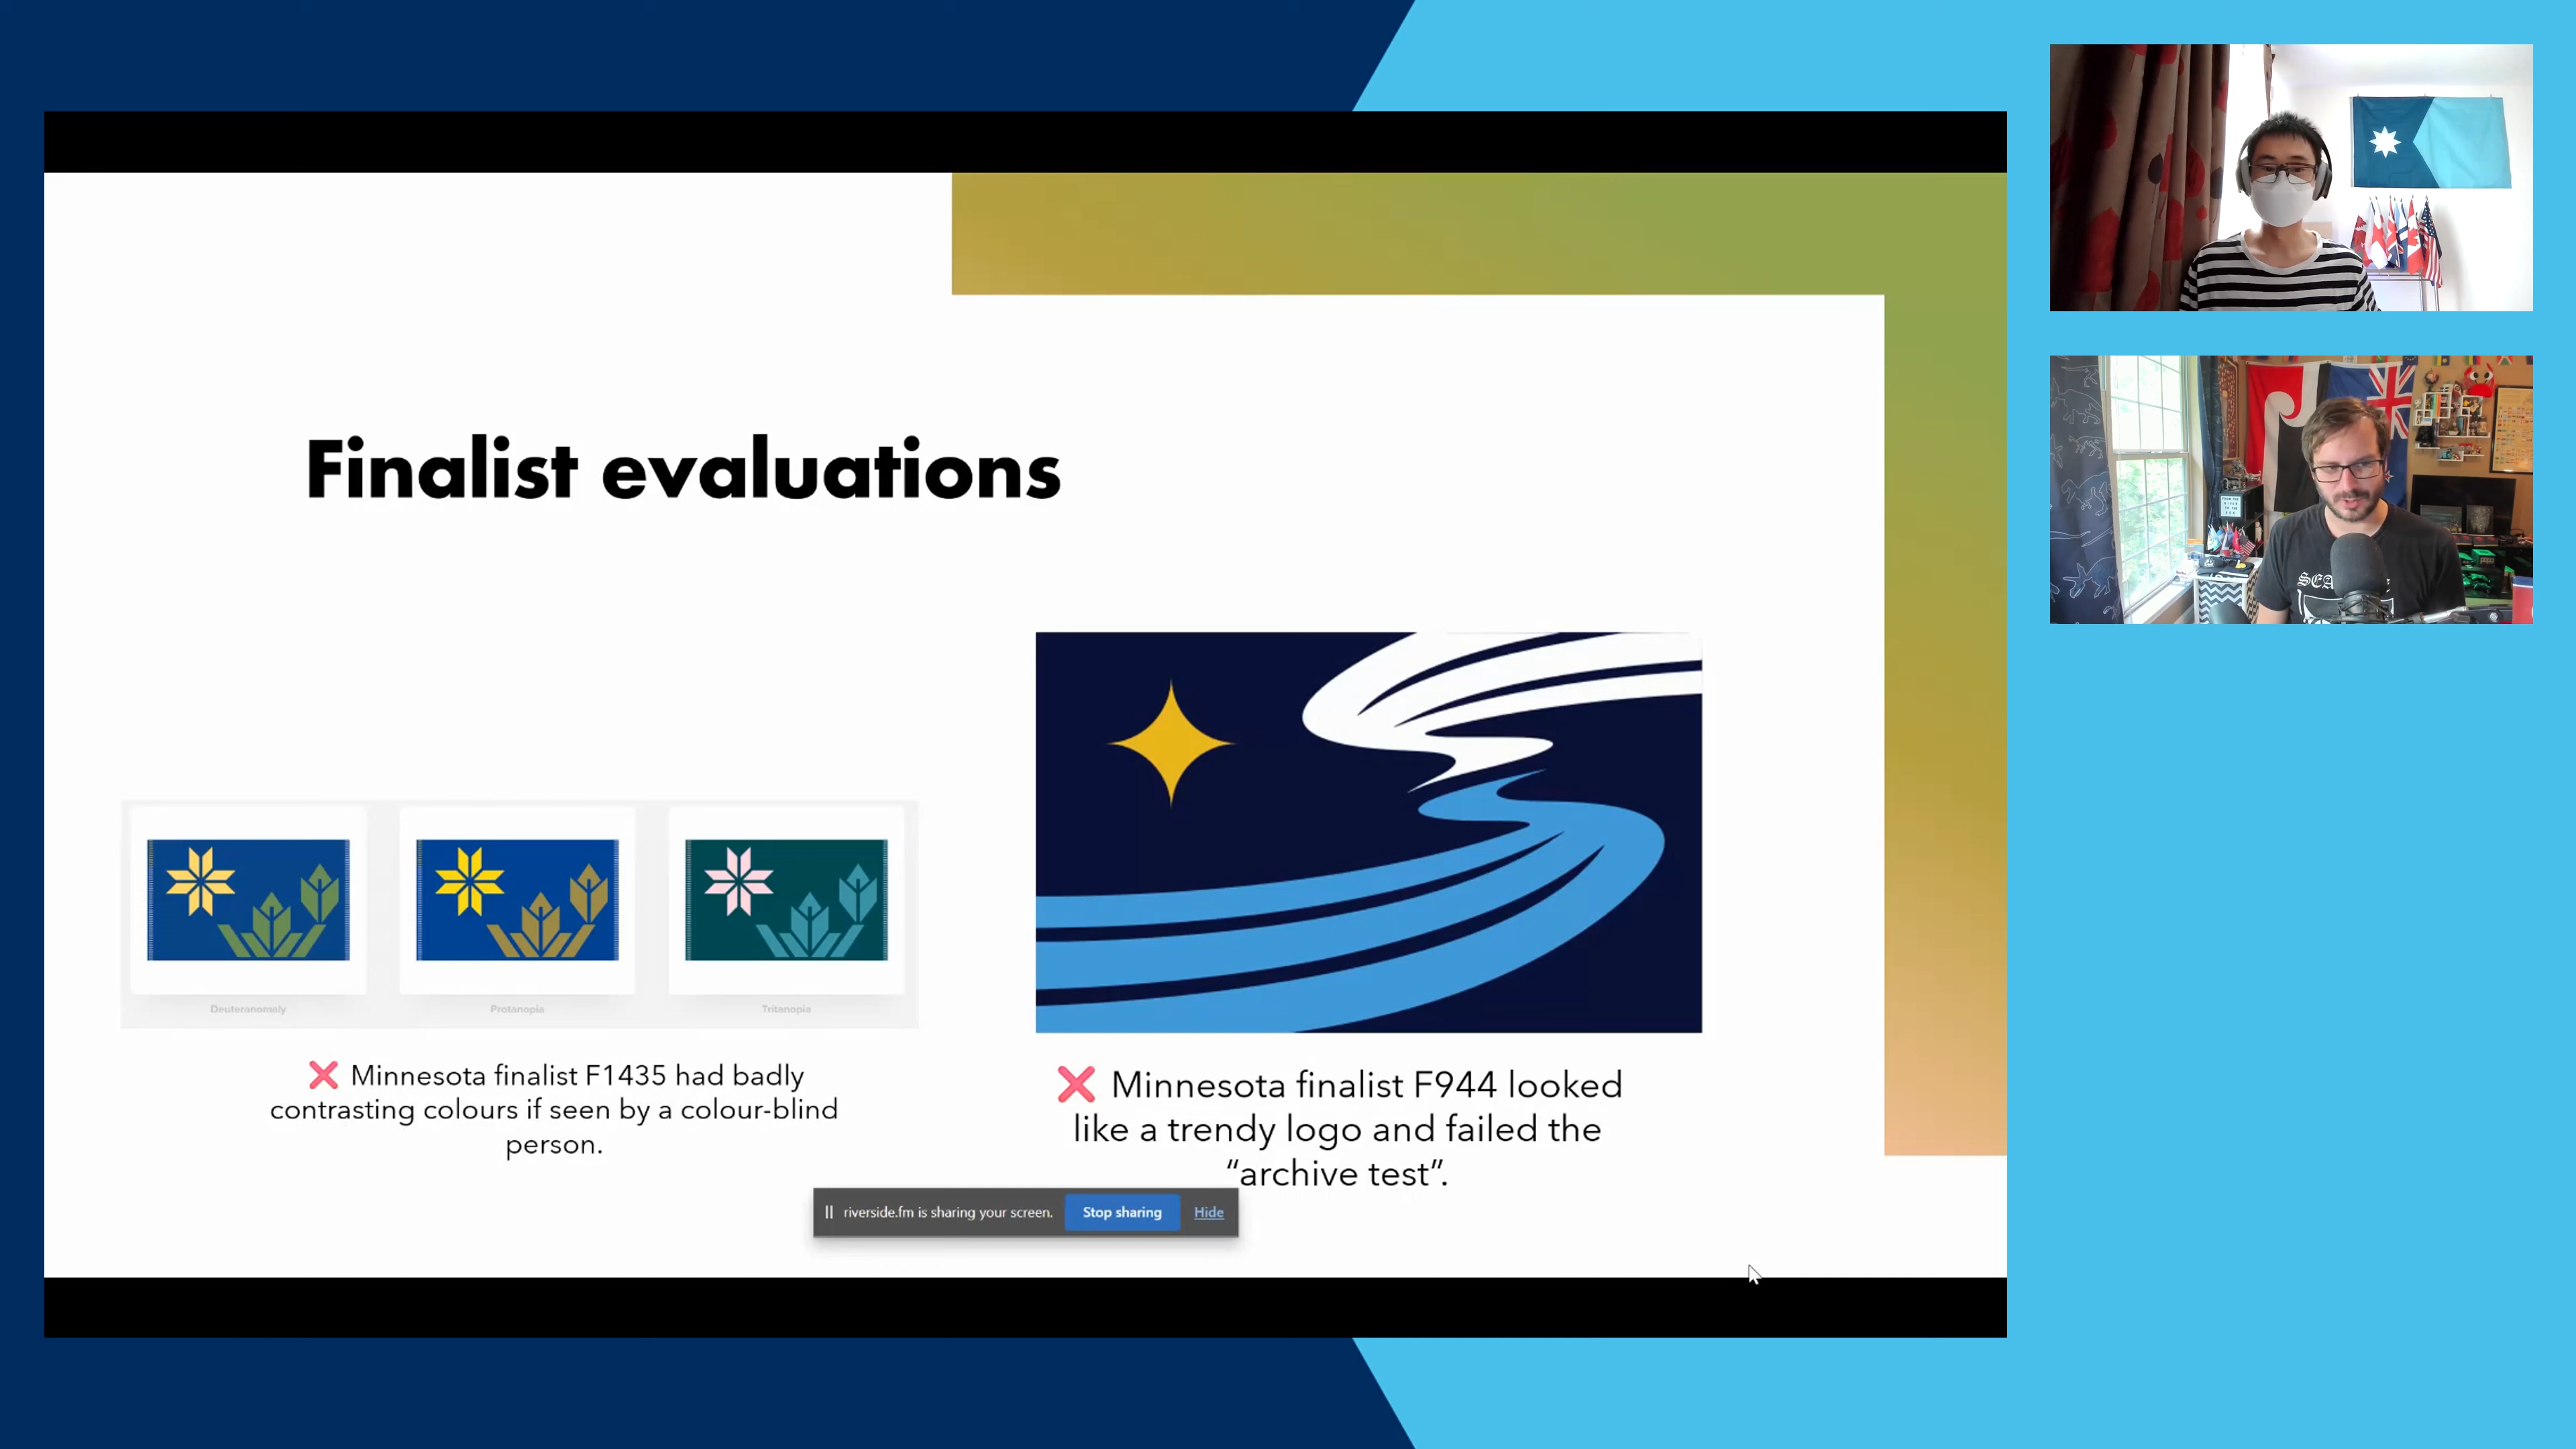 Finalist evaluations
Deuteranomaly
Protanopia
Tritanopia
❌ Minnesota finalist F1435 had badly
contrasting colours if seen by a colour-blind
person.
❌ Minnesota finalist F944 looked
like a trendy logo and failed the
“archive test”.
riverside.fm is sharing your screen.
Stop sharing
Hide